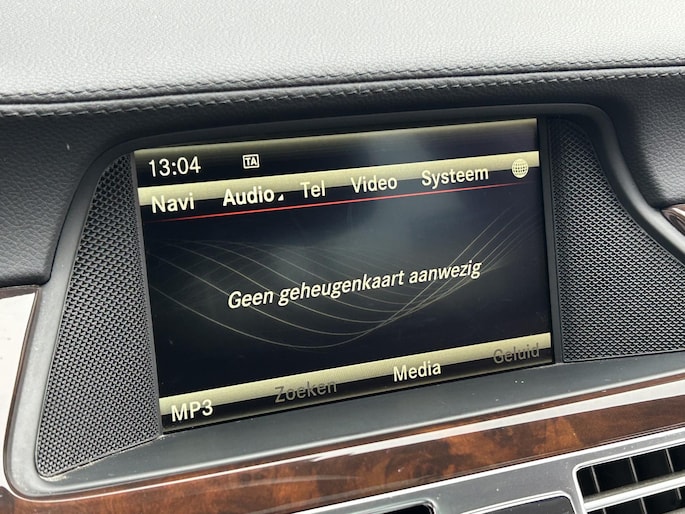 13:04 TA
Navi Audio Tel Video Systeem
Geen geheugenkaart aanwezig
MP3 Zoeken Media Geluid